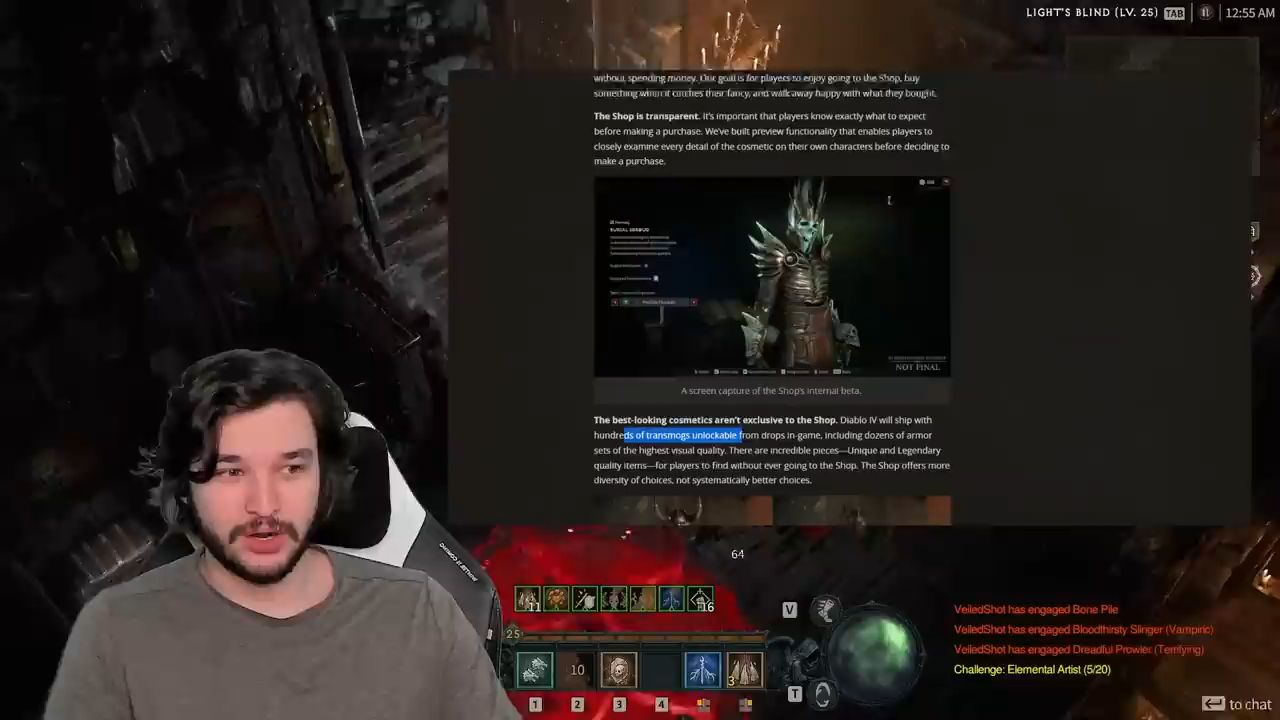 LIGHT'S BLIND (LV. 25) TAB 12:55 AM
without spending money. Our goal is for players to enjoy going to the Shop, buy
something when it catches their fancy, and walk away happy with what they bought.
The Shop is transparent. It's important that players know exactly what to expect
before making a purchase. We've built preview functionality that enables players to
closely examine every detail of the cosmetic on their own characters before deciding to
make a purchase.
NOT FINAL
A screen capture of the Shop's internal beta.
The best-looking cosmetics aren't exclusive to the Shop. Diablo IV will ship with
hundreds of transmogs unlockable from drops in-game, including dozens of armor
sets of the highest visual quality. There are incredible pieces—Unique and Legendary
quality items—for players to find without ever going to the Shop. The Shop offers more
diversity of choices, not systematically better choices.
64
11
16
V
25
10
3
T
1 2 3 4
VeiledShot has engaged Bone Pile
VeiledShot has engaged Bloodthirsty Slinger (Vampiric)
VeiledShot has engaged Dreadful Prowler (Terrifying)
Challenge: Elemental Artist (5/20)
to chat